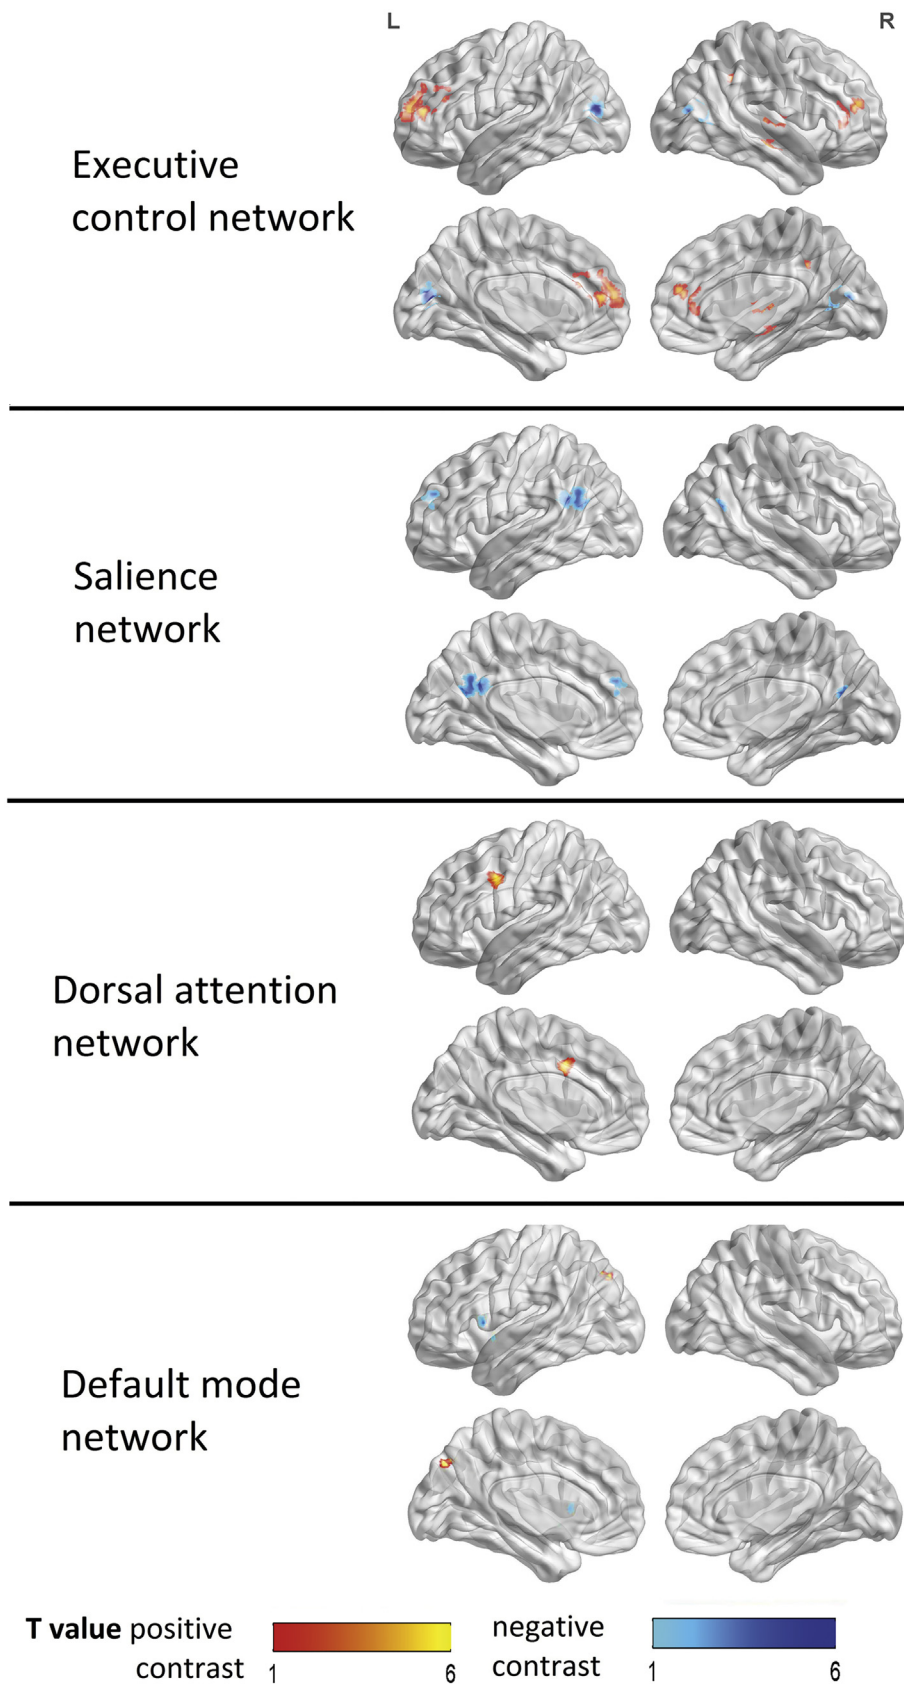 L R
Executive
control network
Salience
network
Dorsal attention
network
Default mode
network
T value positive
contrast
1 6
negative
contrast
1 6